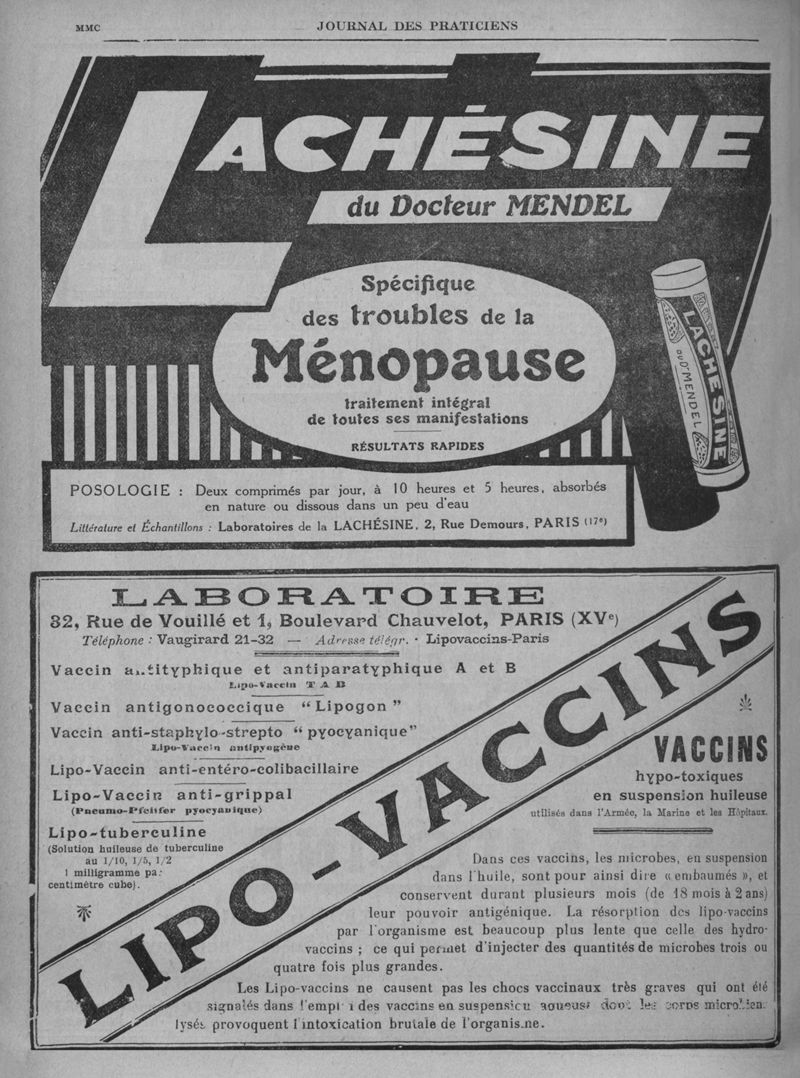 MMC
JOURNAL DES PRATICIENS
LACHÉSINE
du Docteur MENDEL
Spécifique
des troubles de la
Ménopause
traitement intégral
de toutes ses manifestations
RÉSULTATS RAPIDES
LACHESINE
DU Dr MENDEL
POSOLOGIE : Deux comprimés par jour, à 10 heures et 5 heures, absorbés
en nature ou dissous dans un peu d'eau
Littérature et Échantillons : Laboratoires de la LACHÉSINE, 2, Rue Demours, PARIS (17e)
LABORATOIRE
32, Rue de Vouillé et 1, Boulevard Chauvelot, PARIS (XVe)
Téléphone : Vaugirard 21-32 — Adresse télégr. : Lipovaccins-Paris
Vaccin antityphique et antiparatyphique A et B
Lipo-Vaccin T A B
Vaccin antigonococcique “Lipogon”
Vaccin anti-staphylo-strepto “pyocyanique”
Lipo-Vaccin antipyogène
Lipo-Vaccin anti-entéro-colibacillaire
Lipo-Vaccin anti-grippal
(Pneumo-Pfeiffer pyocyanique)
Lipo-tuberculine
(Solution huileuse de tuberculine
au 1/10, 1/5, 1/2
1 milligramme par
centimètre cube).
LIPO-VACCINS
VACCINS
hypo-toxiques
en suspension huileuse
utilisés dans l'Armée, la Marine et les Hôpitaux.
Dans ces vaccins, les microbes, en suspension
dans l'huile, sont pour ainsi dire « embaumés », et
conservent durant plusieurs mois (de 18 mois à 2 ans)
leur pouvoir antigénique. La résorption des lipo-vaccins
par l'organisme est beaucoup plus lente que celle des hydro-
vaccins ; ce qui permet d'injecter des quantités de microbes trois ou
quatre fois plus grandes.
Les Lipo-vaccins ne causent pas les chocs vaccinaux très graves qui ont été
signalés dans l'emploi des vaccins en suspension aqueuse dont les corps microbiens
lysés provoquent l'intoxication brutale de l'organisme.